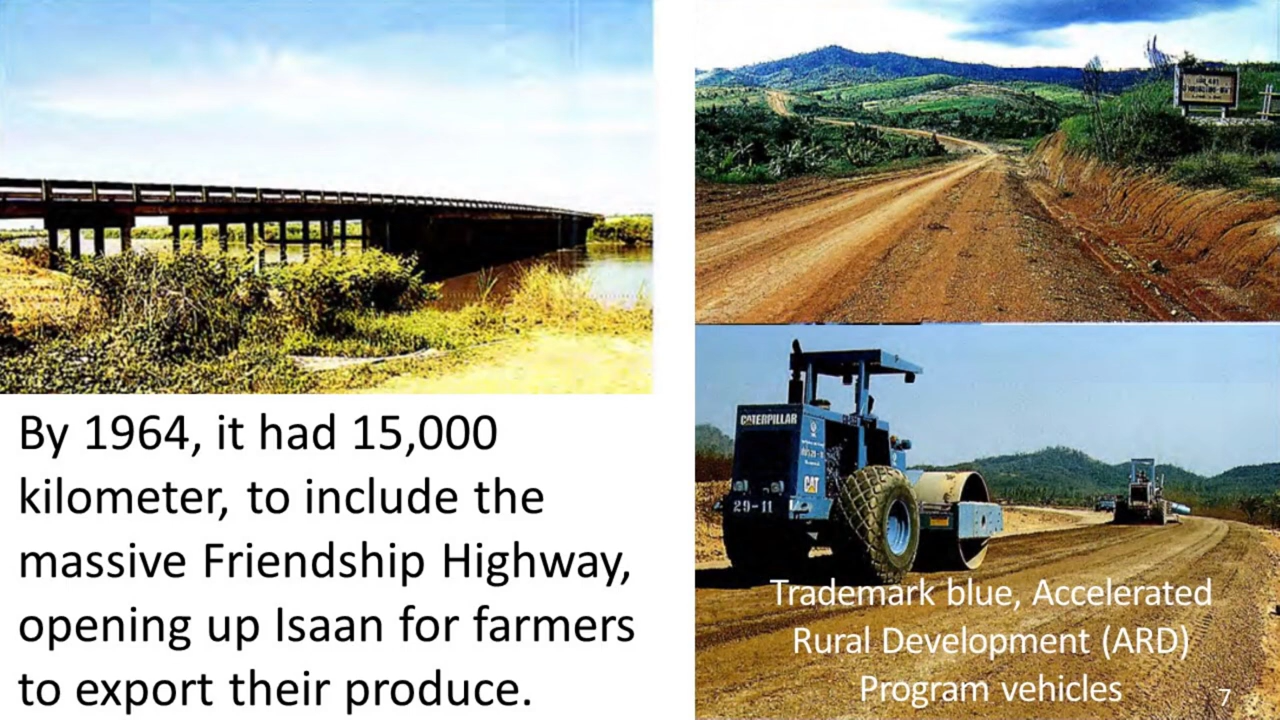 By 1964, it had 15,000
kilometer, to include the
massive Friendship Highway,
opening up Isaan for farmers
to export their produce.
CATERPILLAR
CAT
29-11
Trademark blue, Accelerated
Rural Development (ARD)
Program vehicles
7